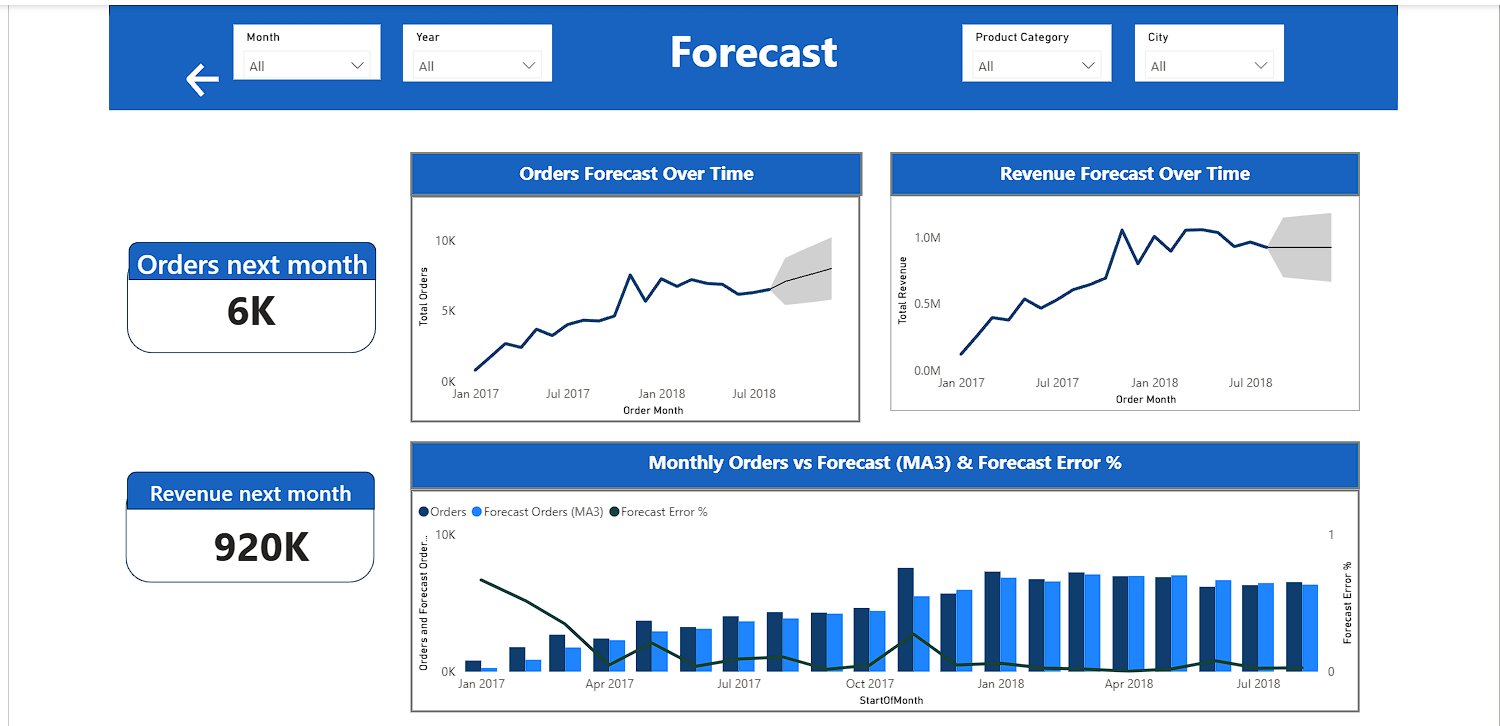 Month
All
Year
All
Forecast
Product Category
All
City
All
Orders next month
6K
Revenue next month
920K
Orders Forecast Over Time
Total Orders
10K
5K
0K
Jan 2017 Jul 2017 Jan 2018 Jul 2018
Order Month
Revenue Forecast Over Time
Total Revenue
1.0M
0.5M
0.0M
Jan 2017 Jul 2017 Jan 2018 Jul 2018
Order Month
Monthly Orders vs Forecast (MA3) & Forecast Error %
Orders Forecast Orders (MA3) Forecast Error %
Orders and Forecast Order...
10K
0K
1
0
Forecast Error %
Jan 2017 Apr 2017 Jul 2017 Oct 2017 Jan 2018 Apr 2018 Jul 2018
StartOfMonth